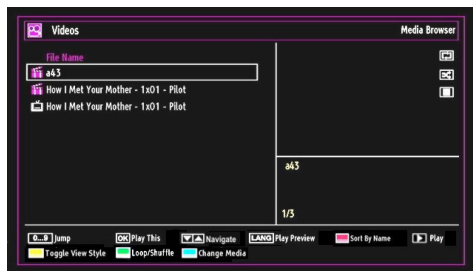 Videos Media Browser
File Name
a43
How I Met Your Mother - 1x01 - Pilot
How I Met Your Mother - 1x01 - Pilot
a43
1/3
0...9 Jump OK Play This Navigate LANG Play Preview Sort By Name Play
Toggle View Style Loop/Shuffle Change Media